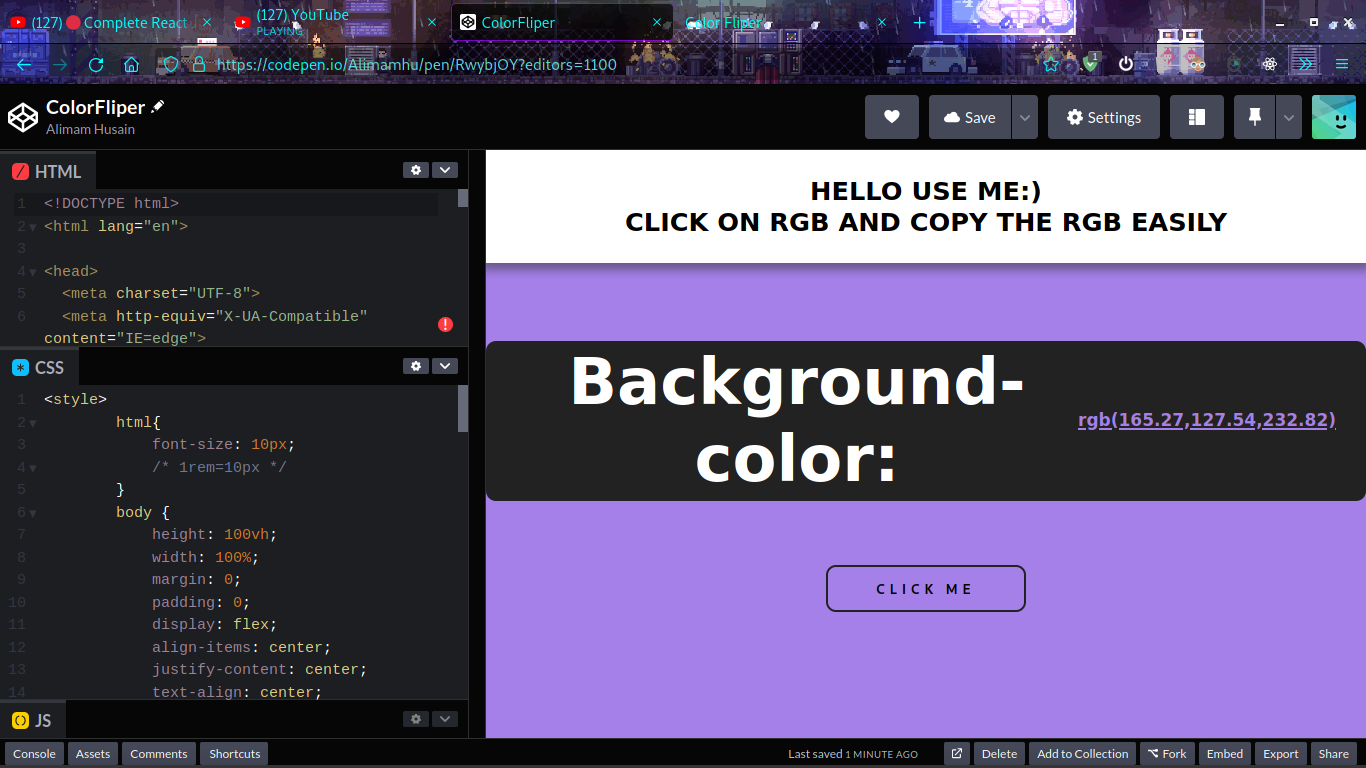 (127) 🔴 Complete React J
(127) YouTube
PLAYING
ColorFliper
Color Fliper
https://codepen.io/Alimamhu/pen/RwybjOY?editors=1100
1
ColorFliper
Alimam Husain
Save
Settings
HTML
1 <!DOCTYPE html>
2 <html lang="en">
3
4 <head>
5 <meta charset="UTF-8">
6 <meta http-equiv="X-UA-Compatible"
content="IE=edge">
CSS
1 <style>
2 html{
3 font-size: 10px;
4 /* 1rem=10px */
5 }
6 body {
7 height: 100vh;
8 width: 100%;
9 margin: 0;
10 padding: 0;
11 display: flex;
12 align-items: center;
13 justify-content: center;
14 text-align: center;
JS
HELLO USE ME:)
CLICK ON RGB AND COPY THE RGB EASILY
Background-
color:
rgb(165.27,127.54,232.82)
CLICK ME
Console Assets Comments Shortcuts
Last saved 1 MINUTE AGO
Delete Add to Collection Fork Embed Export Share